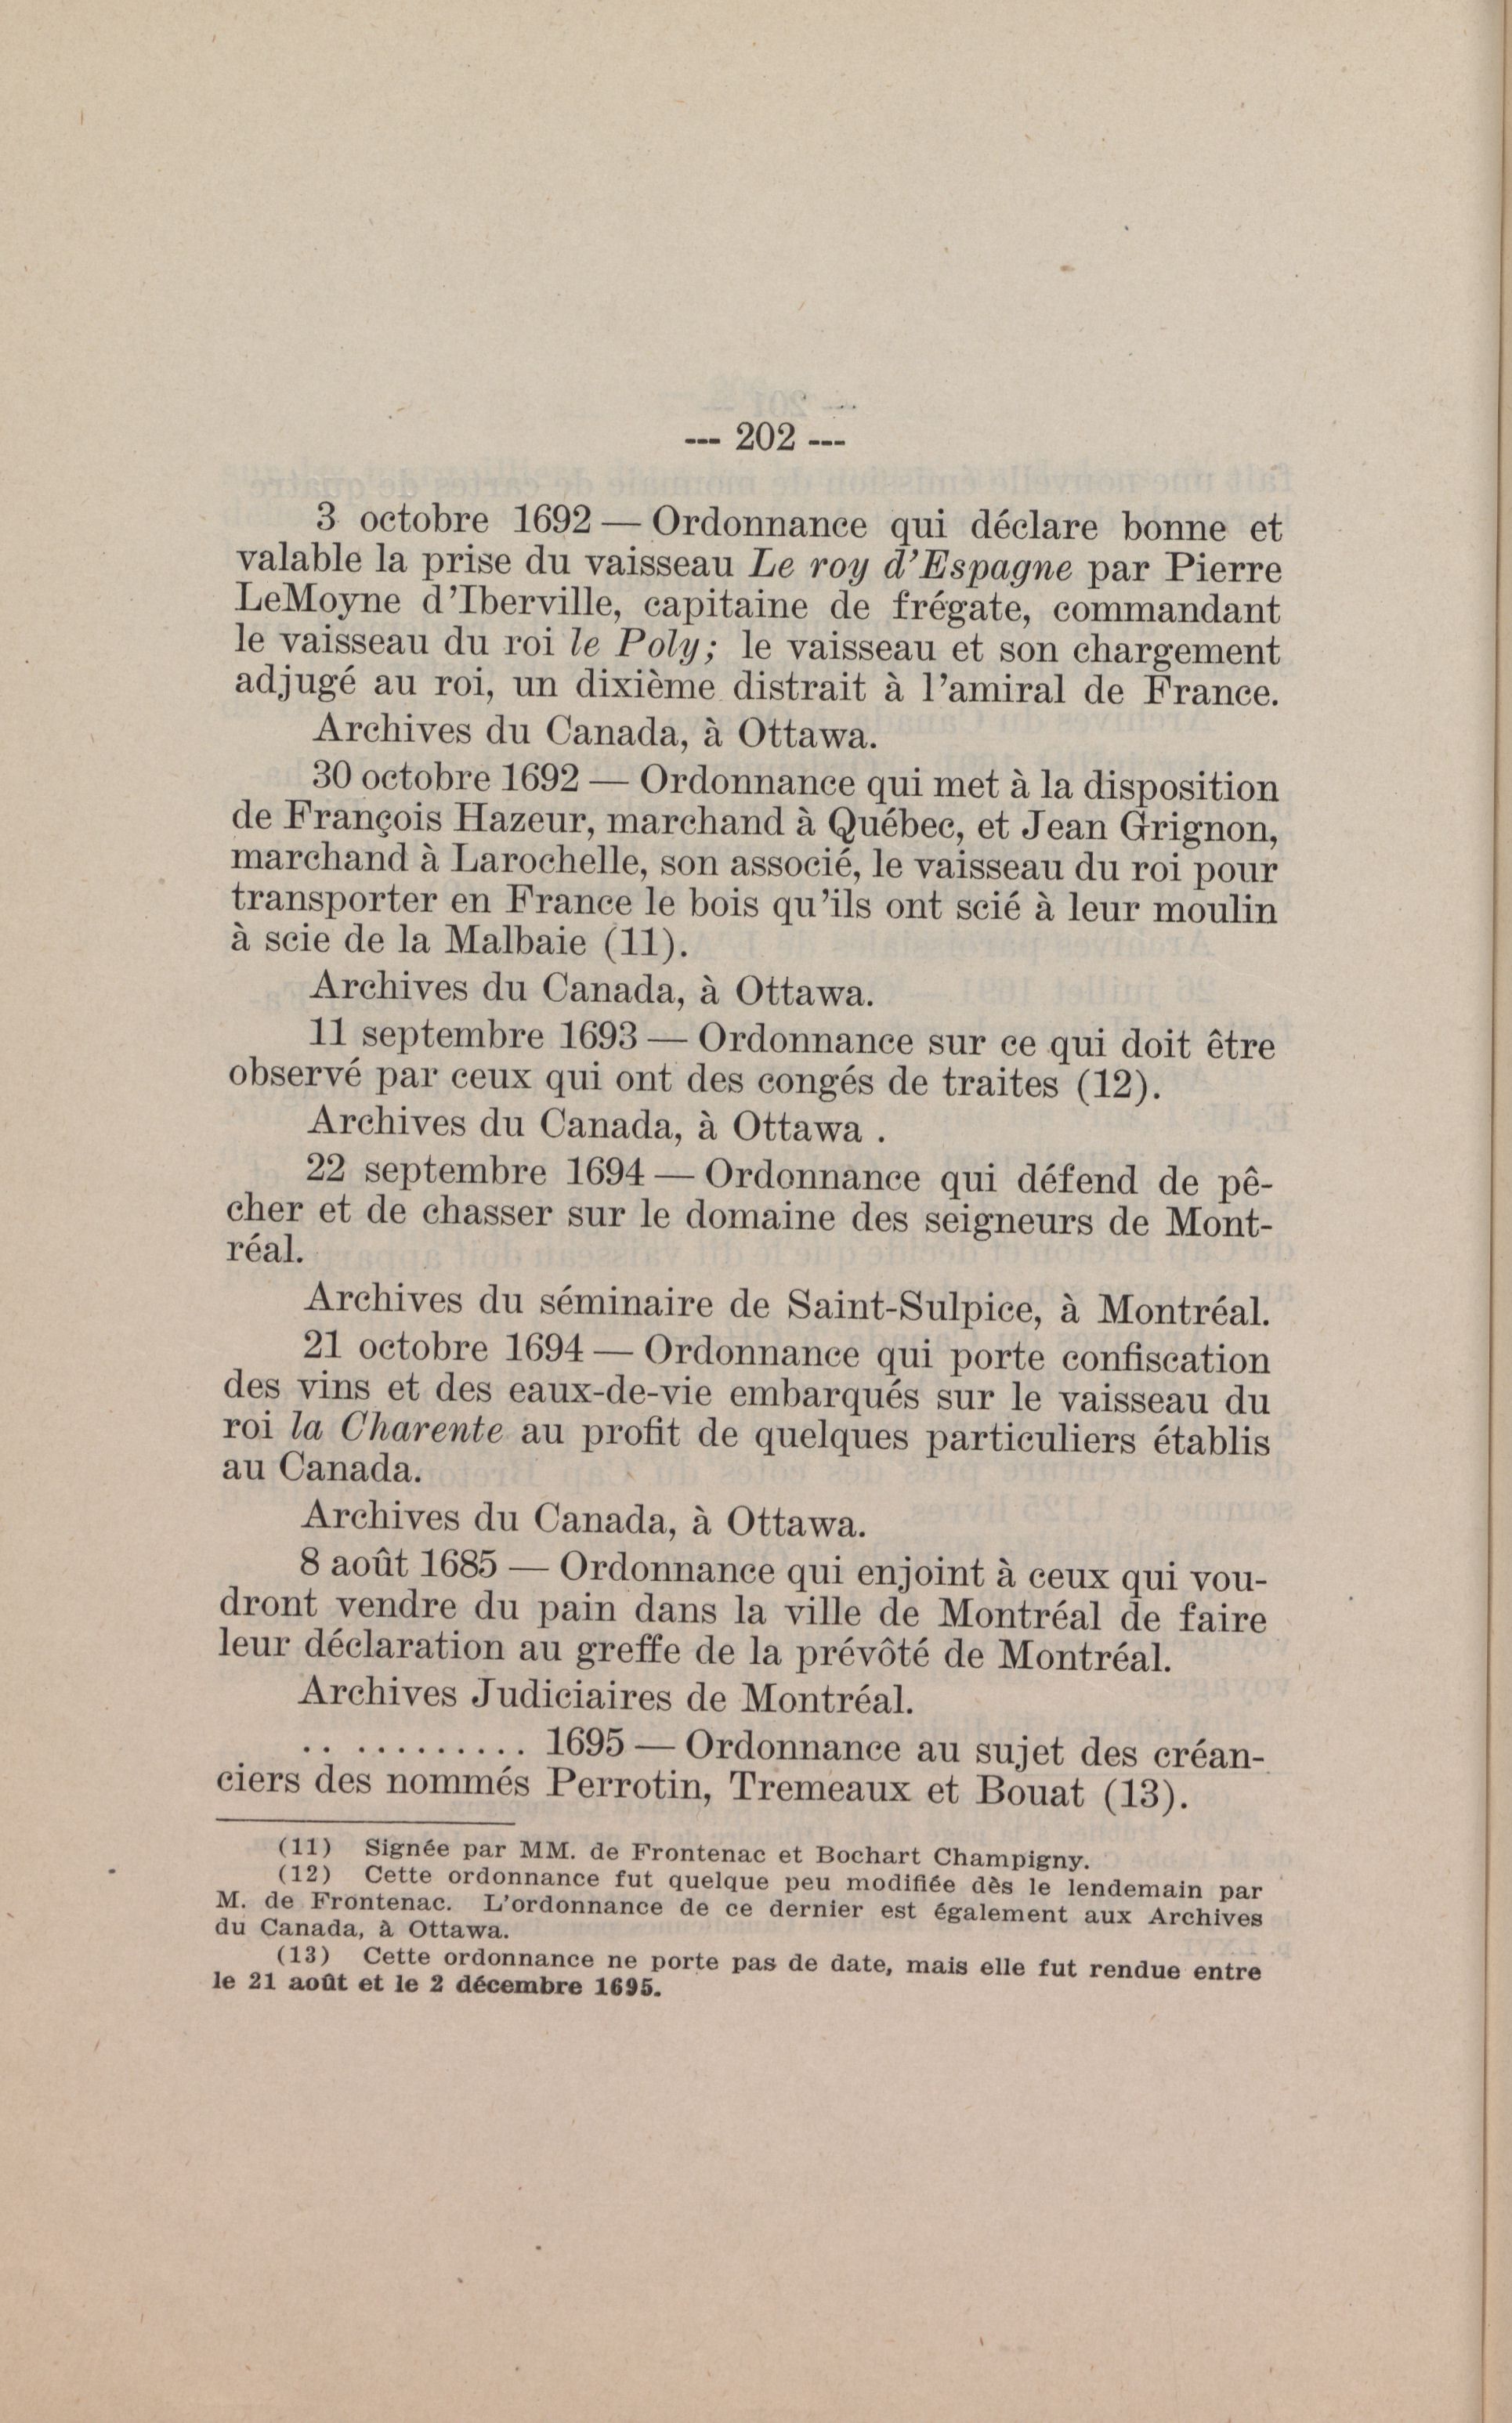 --- 202 ---
3 octobre 1692 — Ordonnance qui déclare bonne et
valable la prise du vaisseau Le roy d'Espagne par Pierre
LeMoyne d'Iberville, capitaine de frégate, commandant
le vaisseau du roi le Poly; le vaisseau et son chargement
adjugé au roi, un dixième distrait à l'amiral de France.
Archives du Canada, à Ottawa.
30 octobre 1692 — Ordonnance qui met à la disposition
de François Hazeur, marchand à Québec, et Jean Grignon,
marchand à Larochelle, son associé, le vaisseau du roi pour
transporter en France le bois qu'ils ont scié à leur moulin
à scie de la Malbaie (11).
Archives du Canada, à Ottawa.
11 septembre 1693 — Ordonnance sur ce qui doit être
observé par ceux qui ont des congés de traites (12).
Archives du Canada, à Ottawa .
22 septembre 1694 — Ordonnance qui défend de pê-
cher et de chasser sur le domaine des seigneurs de Mont-
réal.
Archives du séminaire de Saint-Sulpice, à Montréal.
21 octobre 1694 — Ordonnance qui porte confiscation
des vins et des eaux-de-vie embarqués sur le vaisseau du
roi la Charente au profit de quelques particuliers établis
au Canada.
Archives du Canada, à Ottawa.
8 août 1685 — Ordonnance qui enjoint à ceux qui vou-
dront vendre du pain dans la ville de Montréal de faire
leur déclaration au greffe de la prévôté de Montréal.
Archives Judiciaires de Montréal.
.. .......... 1695 — Ordonnance au sujet des créan-
ciers des nommés Perrotin, Tremeaux et Bouat (13).
(11) Signée par MM. de Frontenac et Bochart Champigny.
(12) Cette ordonnance fut quelque peu modifiée dès le lendemain par
M. de Frontenac. L'ordonnance de ce dernier est également aux Archives
du Canada, à Ottawa.
(13) Cette ordonnance ne porte pas de date, mais elle fut rendue entre
le 21 août et le 2 décembre 1695.